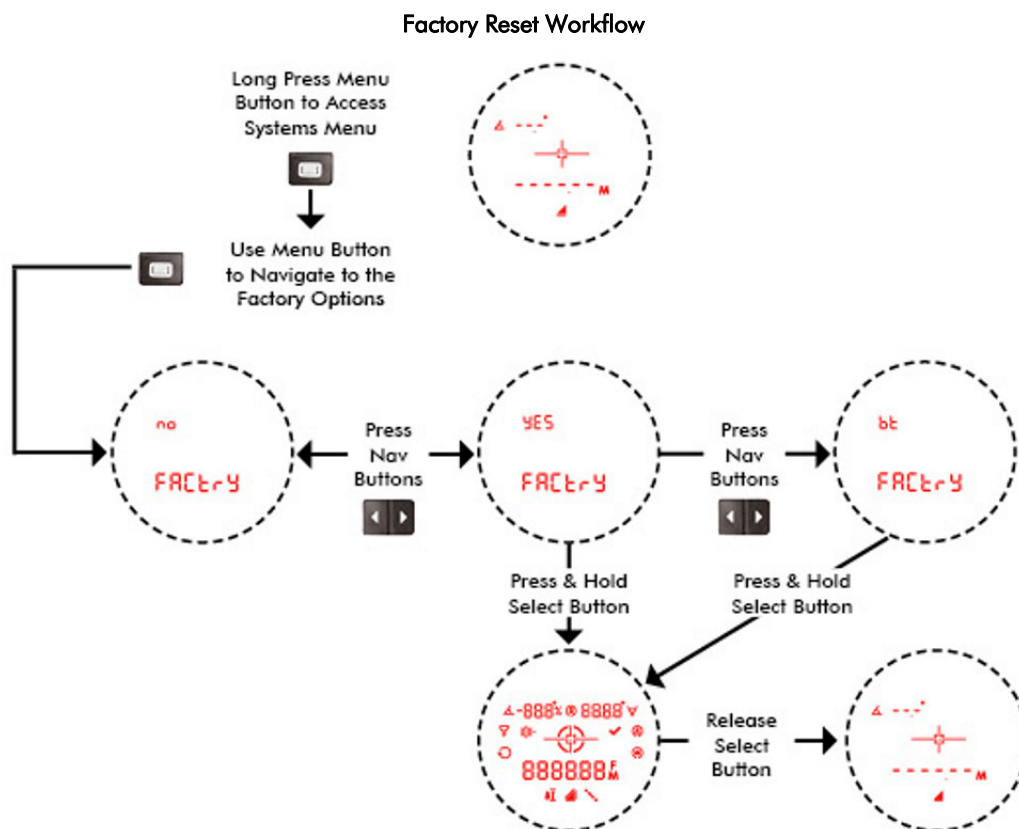 Factory Reset Workflow
Long Press Menu
Button to Access
Systems Menu
---.°
------.- M
Use Menu Button
to Navigate to the
Factory Options
no
FACtrY
Press
Nav
Buttons
YES
FACtrY
Press
Nav
Buttons
bt
FACtrY
Press & Hold
Select Button
Press & Hold
Select Button
-888°% 8888°
888888 F
M
Release
Select
Button
---.°
------.- M